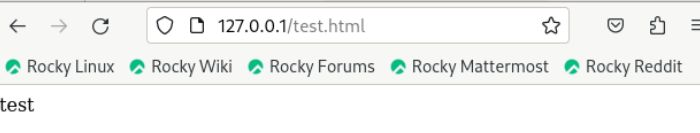 127.0.0.1/test.html
Rocky Linux Rocky Wiki Rocky Forums Rocky Mattermost Rocky Reddit
test